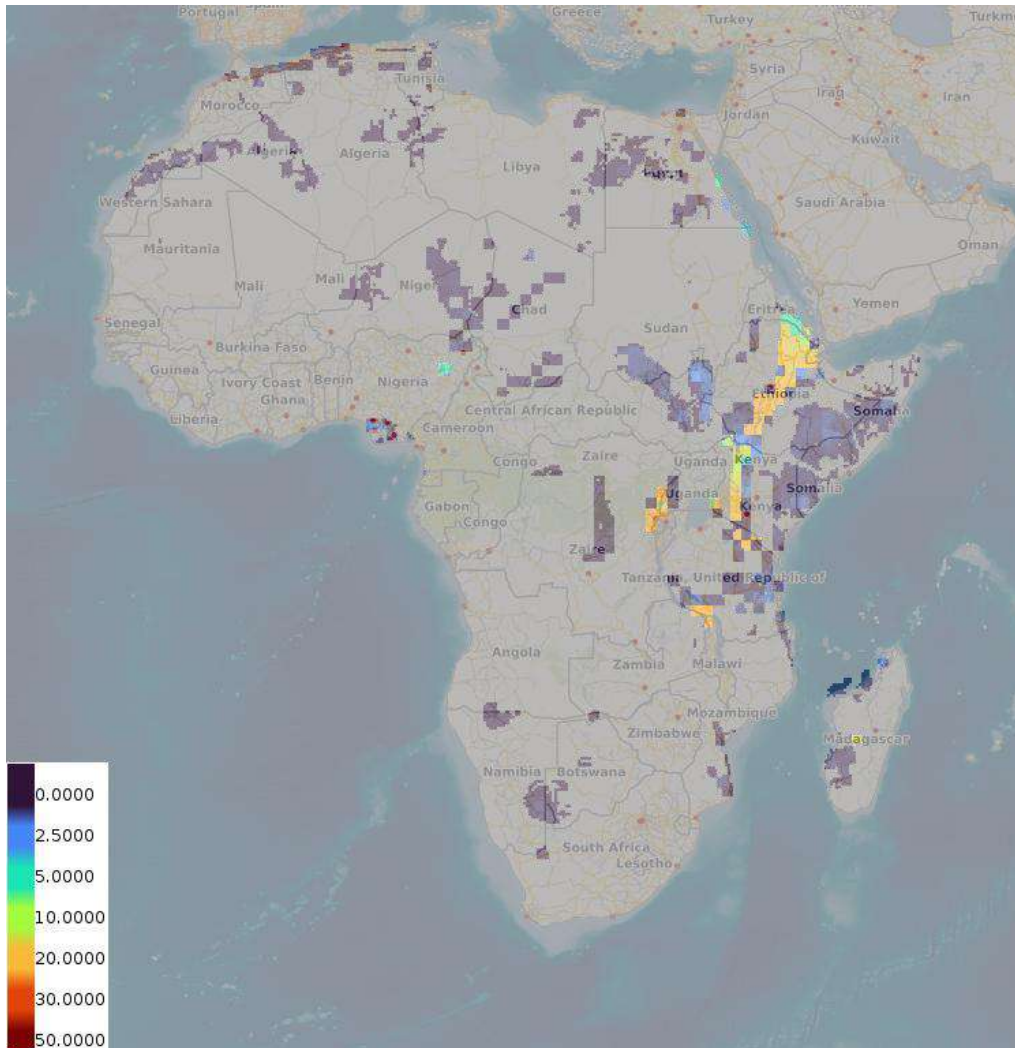 Portugal
Spain
Greece
Turkey
Turkm
Syria
Tunisia
Iraq
Iran
Morocco
Jordan
Kuwait
Algeria
Algeria
Libya
Egypt
Western Sahara
Saudi Arabia
Mauritania
Oman
Mali
Mali
Niger
Chad
Yemen
Eritrea
Senegal
Sudan
Burkina Faso
Guinea
Ivory Coast
Benin
Nigeria
Ethiopia
Ghana
Liberia
Central African Republic
Somalia
Cameroon
Zaire
Congo
Uganda
Kenya
Uganda
Somalia
Gabon
Kenya
Congo
Zaire
Tanzania, United Republic of
Angola
Zambia
Malawi
Mozambique
Zimbabwe
Madagascar
Namibia
Botswana
South Africa
Lesotho
0.0000
2.5000
5.0000
10.0000
20.0000
30.0000
50.0000